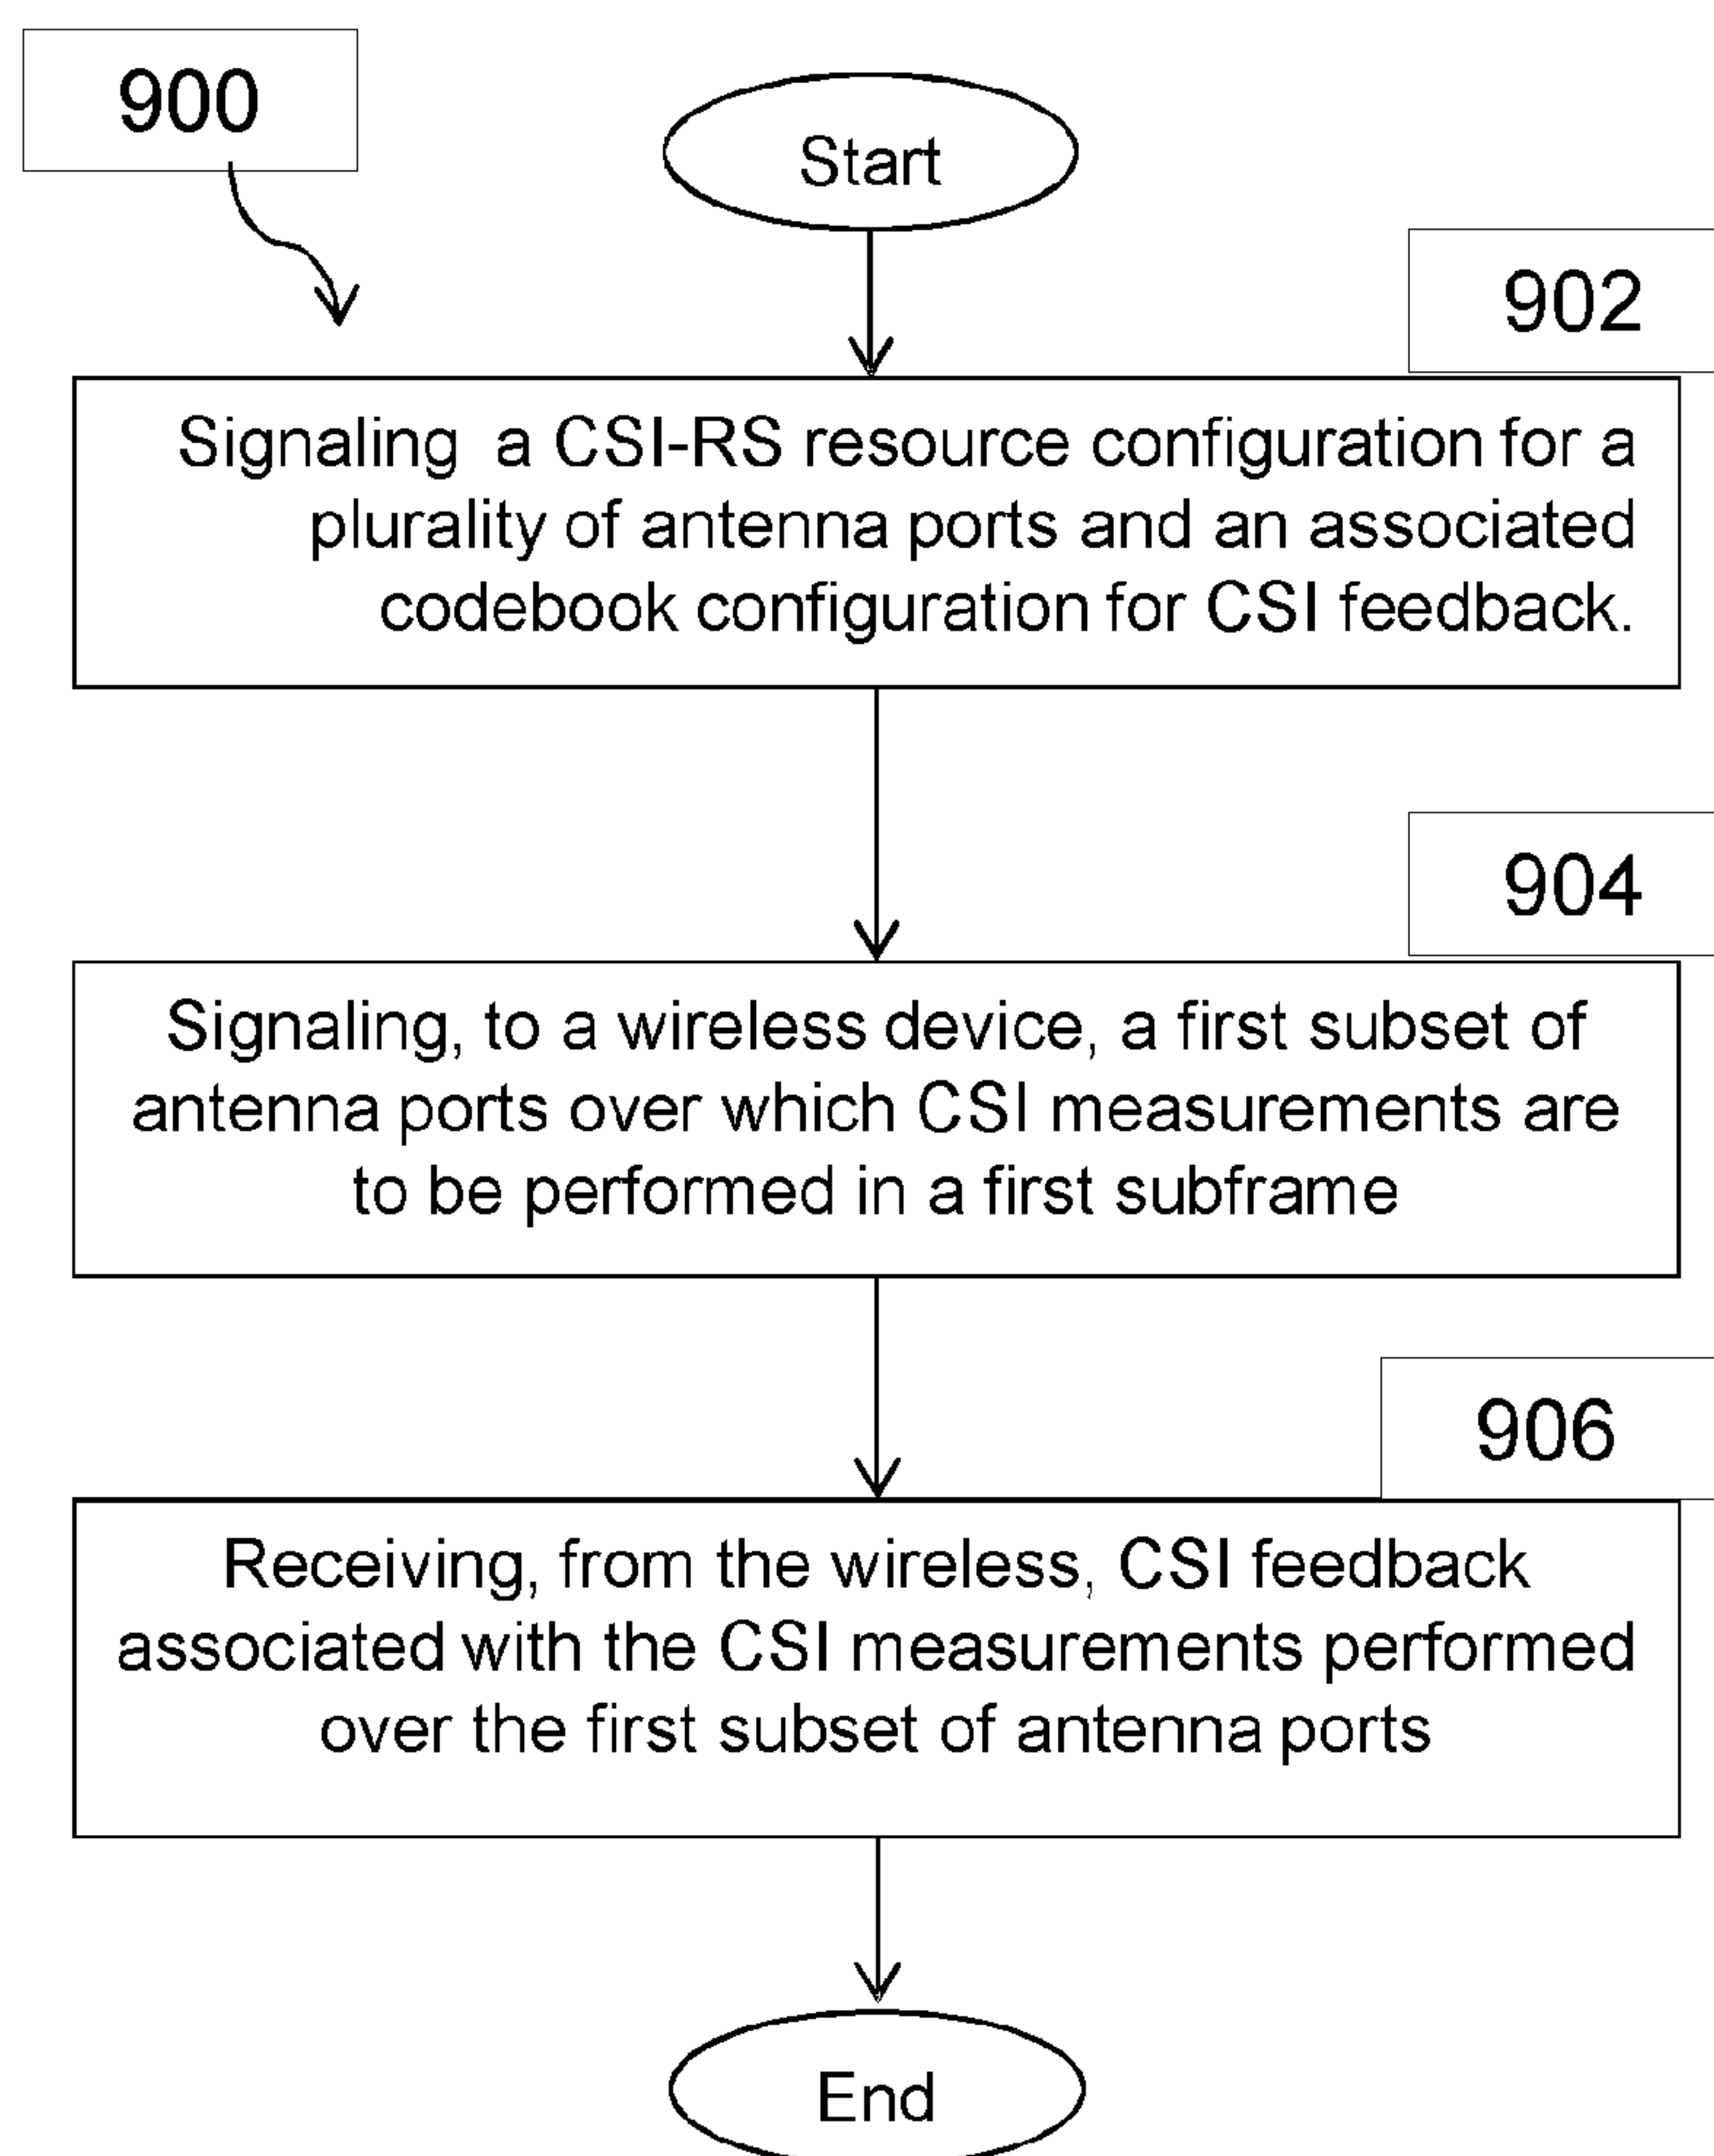 900
Start
902
Signaling a CSI-RS resource configuration for a
plurality of antenna ports and an associated
codebook configuration for CSI feedback.
904
Signaling, to a wireless device, a first subset of
antenna ports over which CSI measurements are
to be performed in a first subframe
906
Receiving, from the wireless, CSI feedback
associated with the CSI measurements performed
over the first subset of antenna ports
End